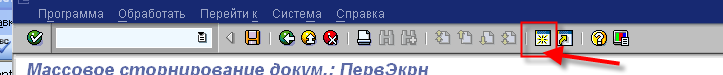 Программа Обработать Перейти к Система Справка
Массовое сторнирование докум.: ПервЭкрн